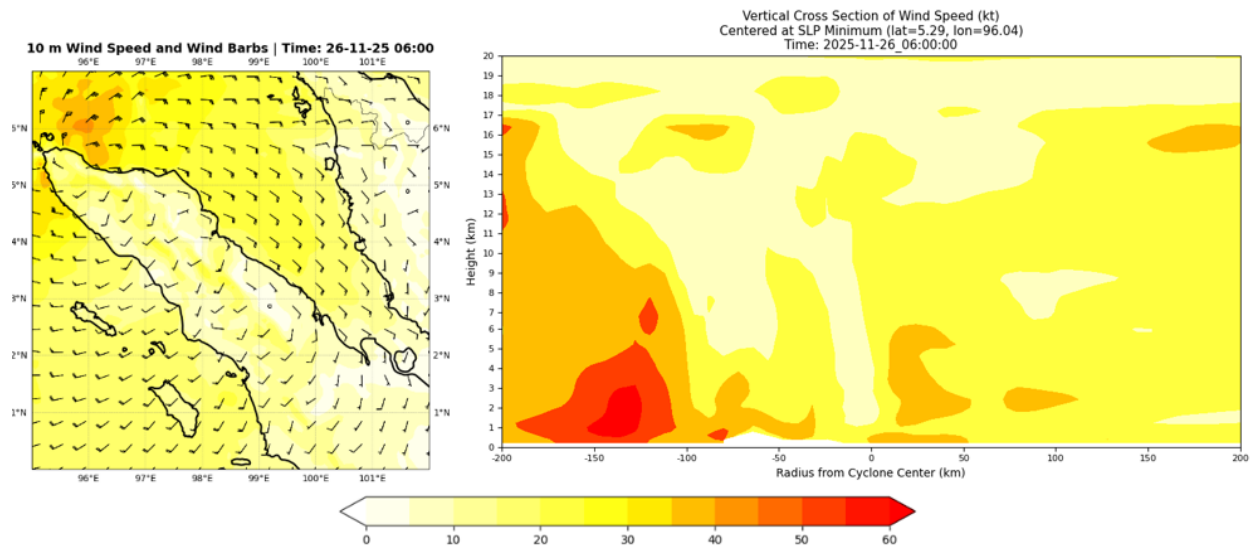 10 m Wind Speed and Wind Barbs | Time: 26-11-25 06:00
96°E 97°E 98°E 99°E 100°E 101°E
6°N
5°N
4°N
3°N
2°N
1°N
96°E 97°E 98°E 99°E 100°E 101°E
Vertical Cross Section of Wind Speed (kt)
Centered at SLP Minimum (lat=5.29, lon=96.04)
Time: 2025-11-26_06:00:00
Height (km)
20
19
18
17
16
15
14
13
12
11
10
9
8
7
6
5
4
3
2
1
0
-200 -150 -100 -50 0 50 100 150 200
Radius from Cyclone Center (km)
0 10 20 30 40 50 60